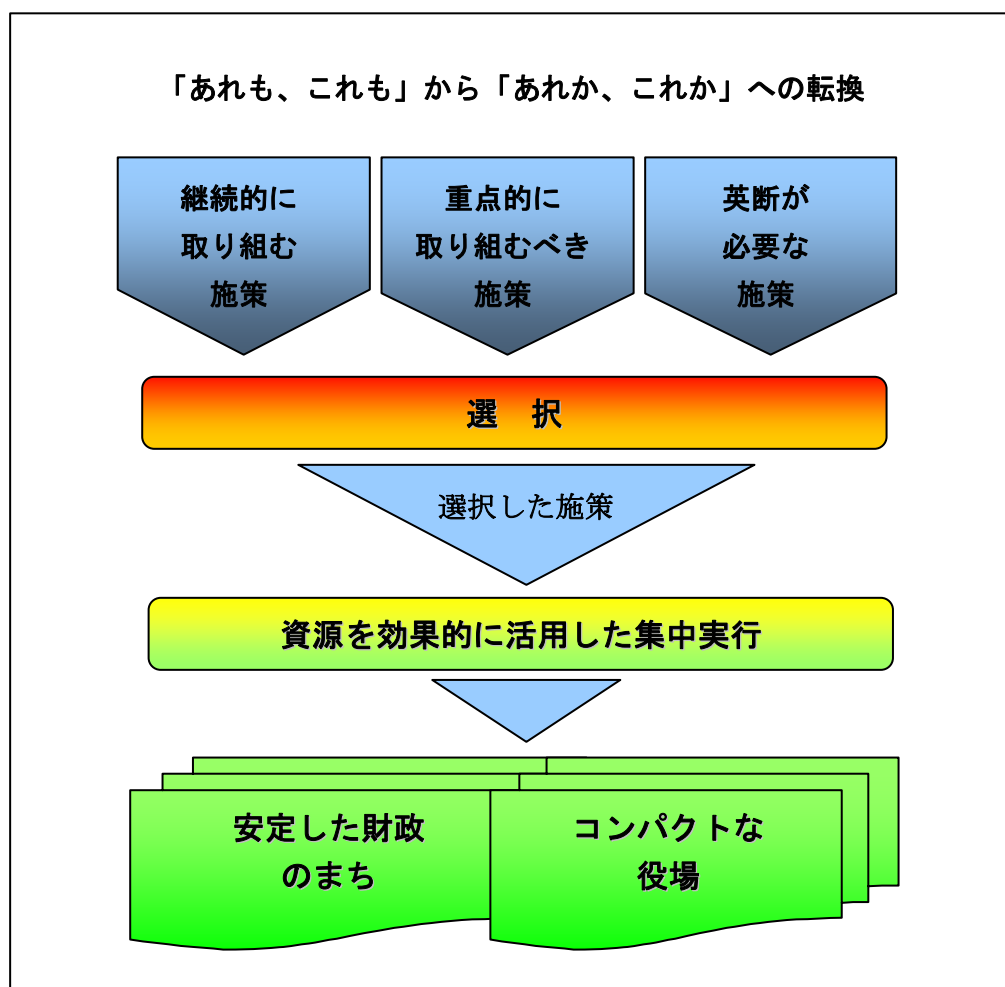 「あれも、これも」から「あれか、これか」への転換
継続的に
取り組む
施策
重点的に
取り組むべき
施策
英断が
必要な
施策
選　択
選択した施策
資源を効果的に活用した集中実行
安定した財政
のまち
コンパクトな
役場